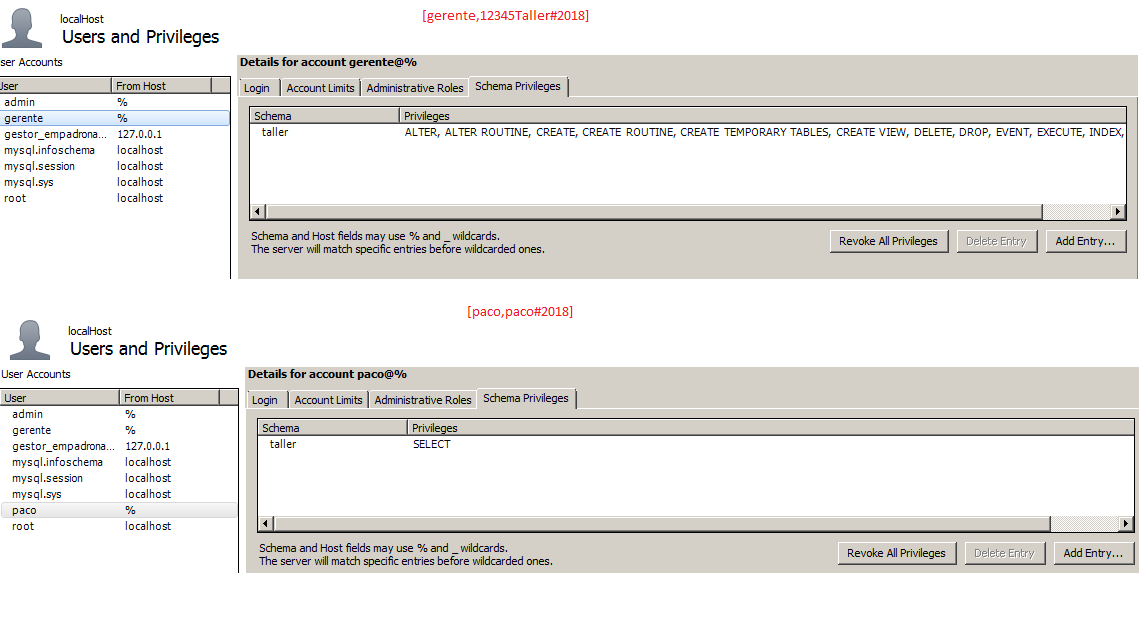 localHost
[gerente,12345Taller#2018]
Users and Privileges
ser Accounts
Details for account gerente@%
Login Account Limits Administrative Roles Schema Privileges
User From Host
admin %
gerente %
gestor_empadrona... 127.0.0.1
mysql.infoschema localhost
mysql.session localhost
mysql.sys localhost
root localhost
Schema Privileges
taller ALTER, ALTER ROUTINE, CREATE, CREATE ROUTINE, CREATE TEMPORARY TABLES, CREATE VIEW, DELETE, DROP, EVENT, EXECUTE, INDEX,
Schema and Host fields may use % and _ wildcards.
The server will match specific entries before wildcarded ones.
Revoke All Privileges Delete Entry Add Entry...
[paco,paco#2018]
localHost
Users and Privileges
User Accounts
Details for account paco@%
Login Account Limits Administrative Roles Schema Privileges
User From Host
admin %
gerente %
gestor_empadrona... 127.0.0.1
mysql.infoschema localhost
mysql.session localhost
mysql.sys localhost
paco %
root localhost
Schema Privileges
taller SELECT
Schema and Host fields may use % and _ wildcards.
The server will match specific entries before wildcarded ones.
Revoke All Privileges Delete Entry Add Entry...